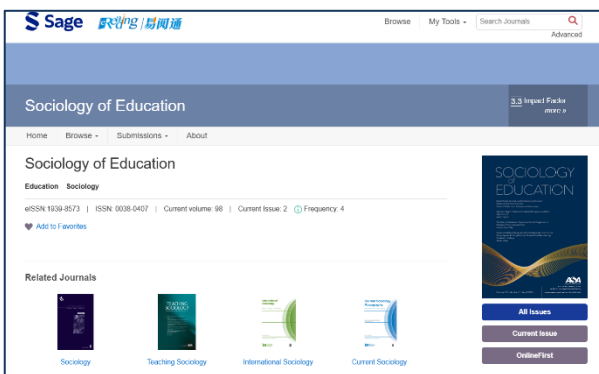 Sage
易阅通
Browse
My Tools
Search Journals
Advanced
Sociology of Education
3.3 Impact Factor
more »
Home
Browse
Submissions
About
Sociology of Education
Education Sociology
eISSN: 1939-8573 | ISSN: 0038-0407 | Current volume: 98 | Current Issue: 2 Frequency: 4
Add to Favorites
SOCIOLOGY
of
EDUCATION
ASA
Related Journals
TEACHING
SOCIOLOGY
Sociology
Teaching Sociology
International Sociology
Current Sociology
All Issues
Current Issue
OnlineFirst